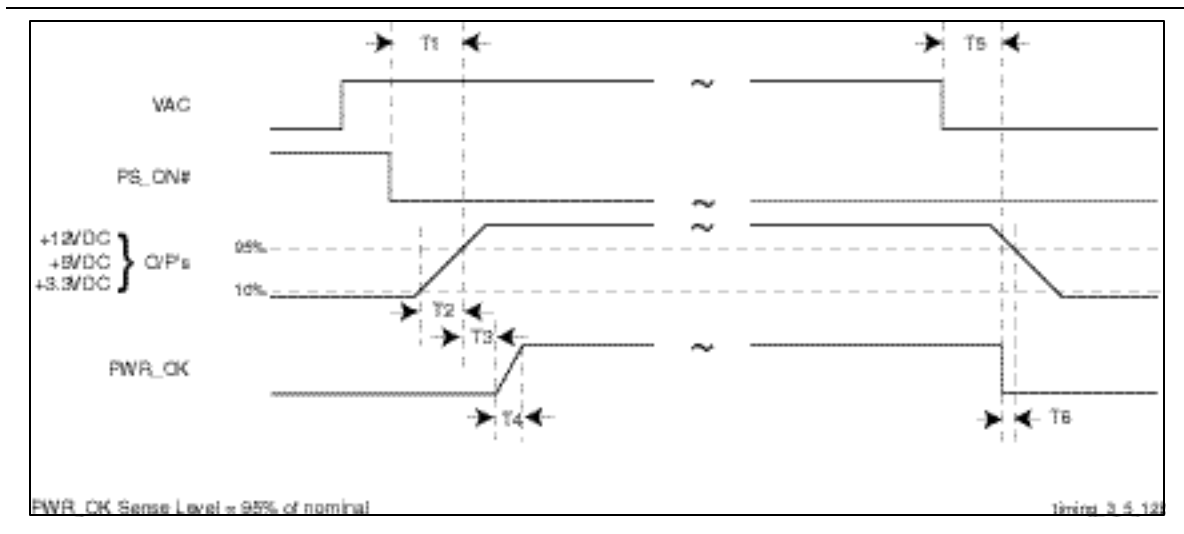 T1
T5
~
VAC
PS_ON#
~
~
+12VDC
+5VDC } O/P's
+3.3VDC
95%
10%
T2
T3
~
PWR_OK
T4
T6
PWR_OK Sense Level = 95% of nominal
timing_3_5_12b